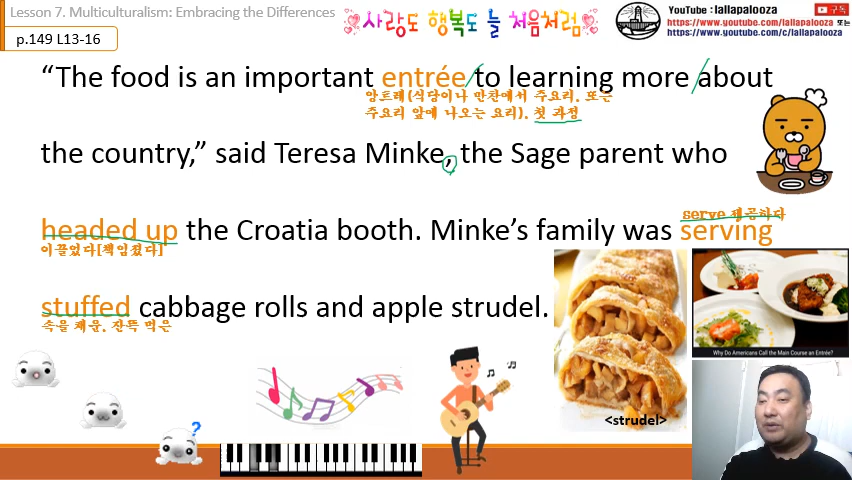 Lesson 7. Multiculturalism: Embracing the Differences
p.149 L13-16
사랑도 행복도 늘 처음처럼
YouTube : lallapalooza
구독
https://www.youtube.com/lallapalooza 또는
https://www.youtube.com/c/lallapalooza
“The food is an important entrée to learning more about
앙트레(식당이나 만찬에서 주요리. 또는
주요리 앞에 나오는 요리). 첫 과정
the country,” said Teresa Minke, the Sage parent who
serve 제공하다
headed up the Croatia booth. Minke’s family was serving
이끌었다[책임졌다]
stuffed cabbage rolls and apple strudel.
속을 채운. 잔뜩 먹은
Why Do Americans Call the Main Course an Entrée?
<strudel>
?